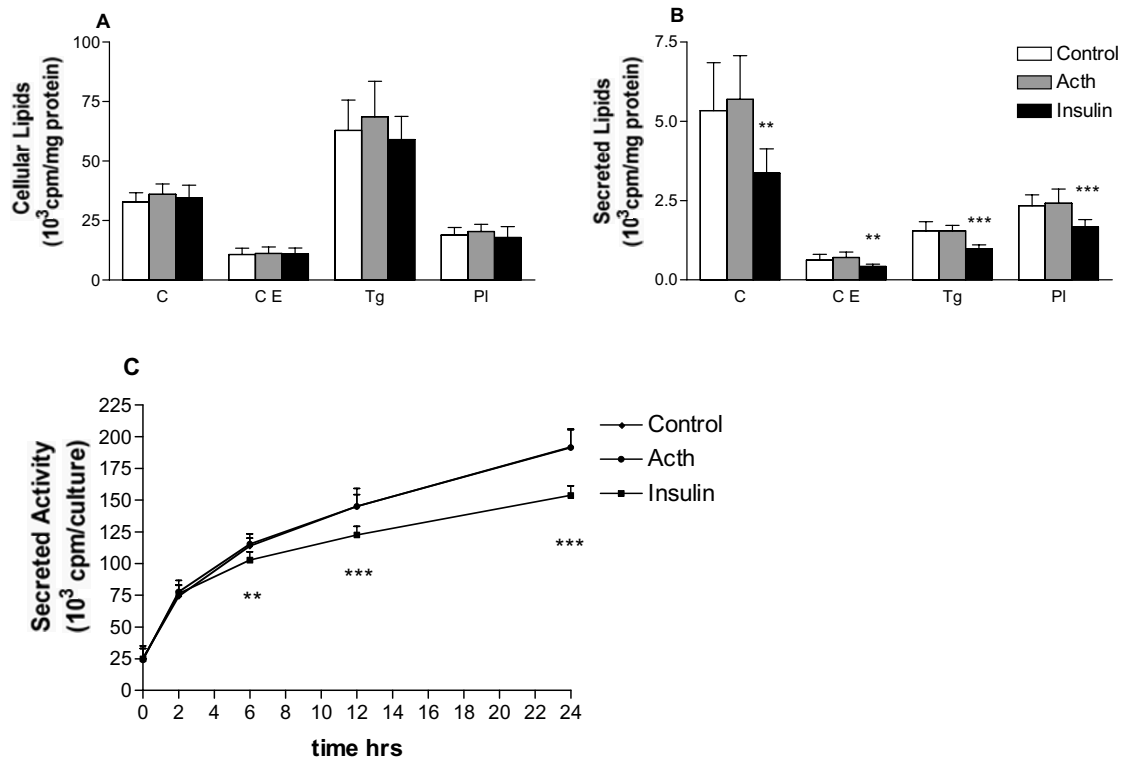 A
Cellular Lipids
(10³cpm/mg protein)
100
75
50
25
0
C
C E
Tg
Pl
B
Secreted Lipids
(10³cpm/mg protein)
7.5
5.0
2.5
0.0
**
**
***
***
C
C E
Tg
Pl
Control
Acth
Insulin
C
Secreted Activity
(10³ cpm/culture)
225
200
175
150
125
100
75
50
25
0
**
***
***
0 2 4 6 8 10 12 14 16 18 20 22 24
time hrs
Control
Acth
Insulin